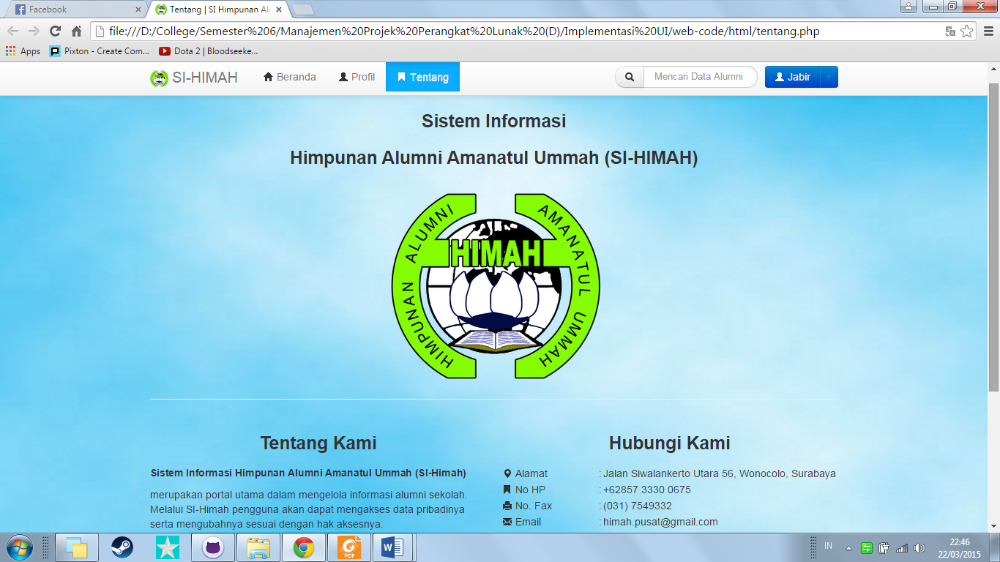 Facebook
Tentang | SI Himpunan Al
file:///D:/College/Semester%206/Manajemen%20Projek%20Perangkat%20Lunak%20(D)/Implementasi%20UI/web-code/html/tentang.php
Apps Pixton - Create Com... Dota 2 | Bloodseeke...
SI-HIMAH Beranda Profil Tentang Mencari Data Alumni Jabir
Sistem Informasi
Himpunan Alumni Amanatul Ummah (SI-HIMAH)
HIMPUNAN ALUMNI
AMANATUL UMMAH
HIMAH
Tentang Kami
Sistem Informasi Himpunan Alumni Amanatul Ummah (SI-Himah)
merupakan portal utama dalam mengelola informasi alumni sekolah.
Melalui SI-Himah pengguna akan dapat mengakses data pribadinya
serta mengubahnya sesuai dengan hak aksesnya.
Hubungi Kami
Alamat : Jalan Siwalankerto Utara 56, Wonocolo, Surabaya
No HP : +62857 3330 0675
No. Fax : (031) 7549332
Email : himah.pusat@gmail.com
PDF
IN
22:46
22/03/2015